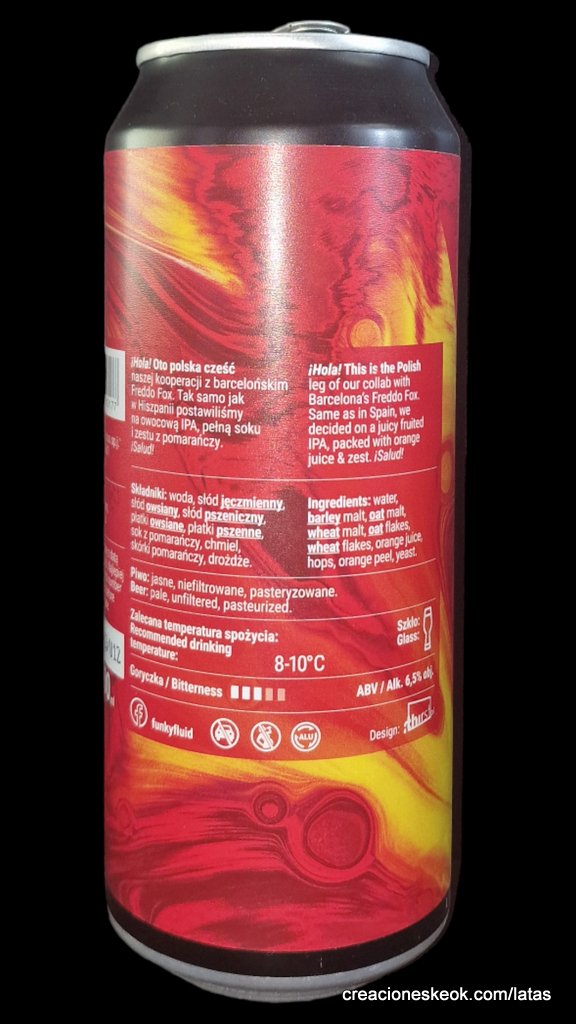 ¡Hola! Oto polska cześć
naszej kooperacji z barcelońskim
Freddo Fox. Tak samo jak
w Hiszpanii postawiliśmy
na owocową IPA, pełną soku
i zestu z pomarańczy.
¡Salud!
¡Hola! This is the Polish
leg of our collab with
Barcelona's Freddo Fox.
Same as in Spain, we
decided on a juicy fruited
IPA, packed with orange
juice & zest. ¡Salud!
Składniki: woda, słód jęczmienny,
słód owsiany, słód pszeniczny,
płatki owsiane, płatki pszenne,
sok z pomarańczy, chmiel,
skórki pomarańczy, drożdże.
Ingredients: water,
barley malt, oat malt,
wheat malt, oat flakes,
wheat flakes, orange juice,
hops, orange peel, yeast.
Piwo: jasne, niefiltrowane, pasteryzowane.
Beer: pale, unfiltered, pasteurized.
Zalecana temperatura spożycia:
Recommended drinking
temperature:
8-10°C
Szkło:
Glass:
Goryczka / Bitterness
ABV / Alk. 6,5% obj.
funkyfluid
ALU
Design:
creacioneskeok.com/latas